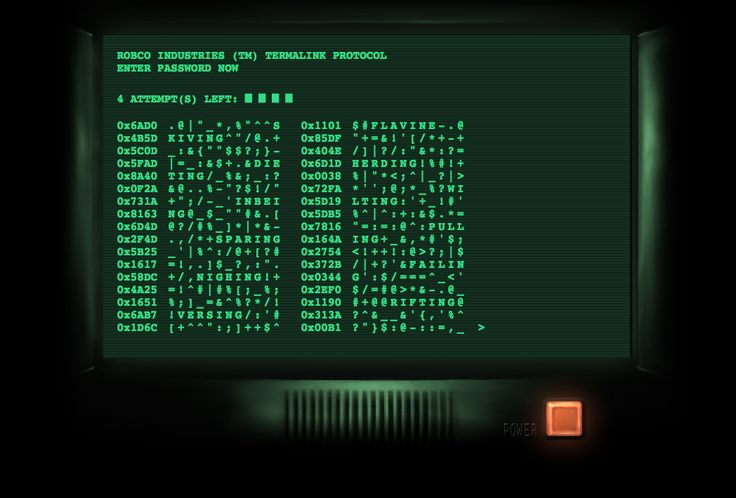 ROBCO INDUSTRIES (TM) TERMALINK PROTOCOL
ENTER PASSWORD NOW
4 ATTEMPT(S) LEFT: ■ ■ ■ ■
0x6AD0 .@|"_*,%"^^S 0x1101 $#FLAVINE-.@
0x4B5D KIVING^"/@.+ 0x85DF "+=&!'[/*+-+
0x5C0D _:&{""$$?;}- 0x404E /]|?/:"&*:?=
0x5FAD |=_:&$+.&DIE 0x6D1D HERDING!%#!+
0x8A40 TING/_%&;_:? 0x0038 %|"*<;^|_?|>
0x0F2A &@..%-"?$!/" 0x72FA *'';@;*_%?WI
0x731A +";/-_'INBEI 0x5D19 LTING:'+_!#'
0x8163 NG@_$_""#&.[ 0x5DB5 %^|^:+:&$.*=
0x6D4D @?/#%_]*|*&- 0x7816 "=:=:@^:PULL
0x2F4D .,/*+SPARING 0x164A ING+_&,*#'$;
0x5B25 _'|%^:/@+[?# 0x2754 <!++!:@>?;|$
0x1617 =!,.]$_?,:". 0x372B /|+?'&FAILIN
0x58DC +/,NIGHING!+ 0x0344 G':$/===^_<'
0x4A25 =!^#|#%[;_%; 0x2EF0 $/=#@>*&-.@_
0x1651 %;]_=&^%?*/! 0x1190 #+@@RIFTING@
0x6AB7 !VERSING/:'# 0x313A ?^&__&'{,'%^
0x1D6C [+^^":;]++$^ 0x00B1 ?"}$:@-::=,_ >
POWER